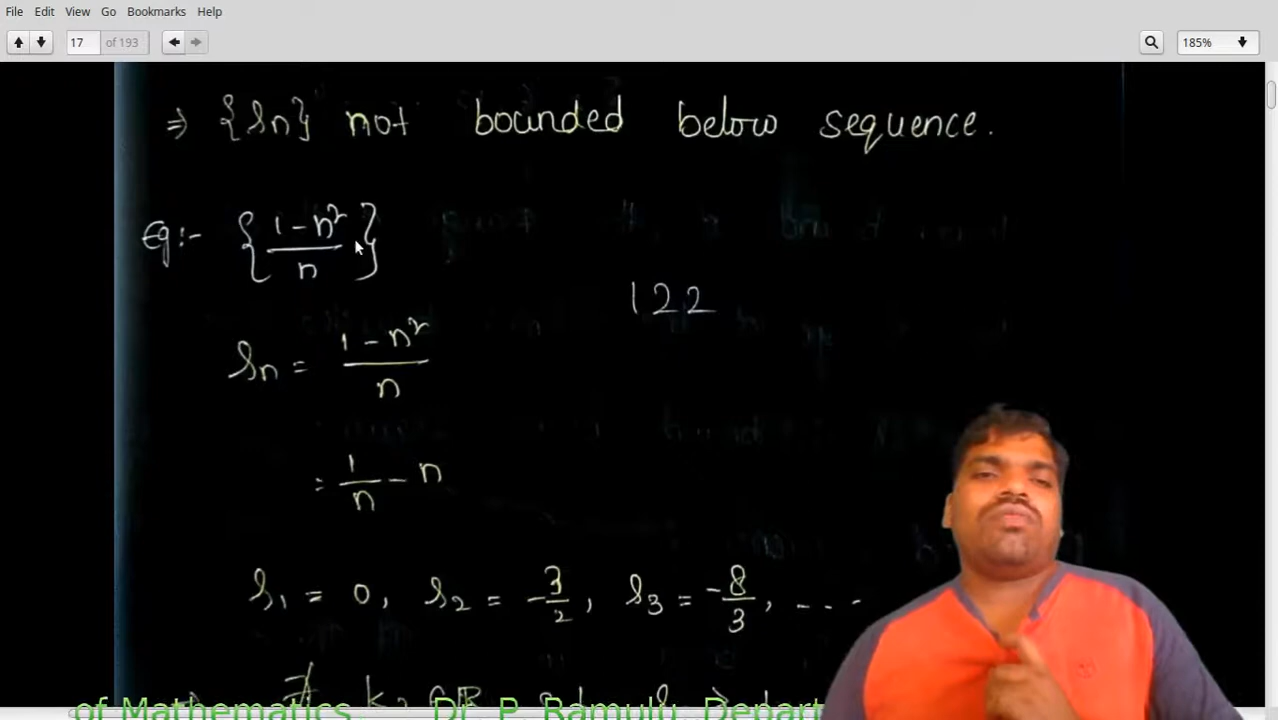 File Edit View Go Bookmarks Help
17 of 193 185%
⇒ {Sn} not bounded below sequence.
Eg:- {(1-n²)/n}
122
Sn = (1-n²)/n
= 1/n - n
S1 = 0, S2 = -3/2, S3 = -8/3, ...
of Mathematics. Dr. P. Ramulu, Depart